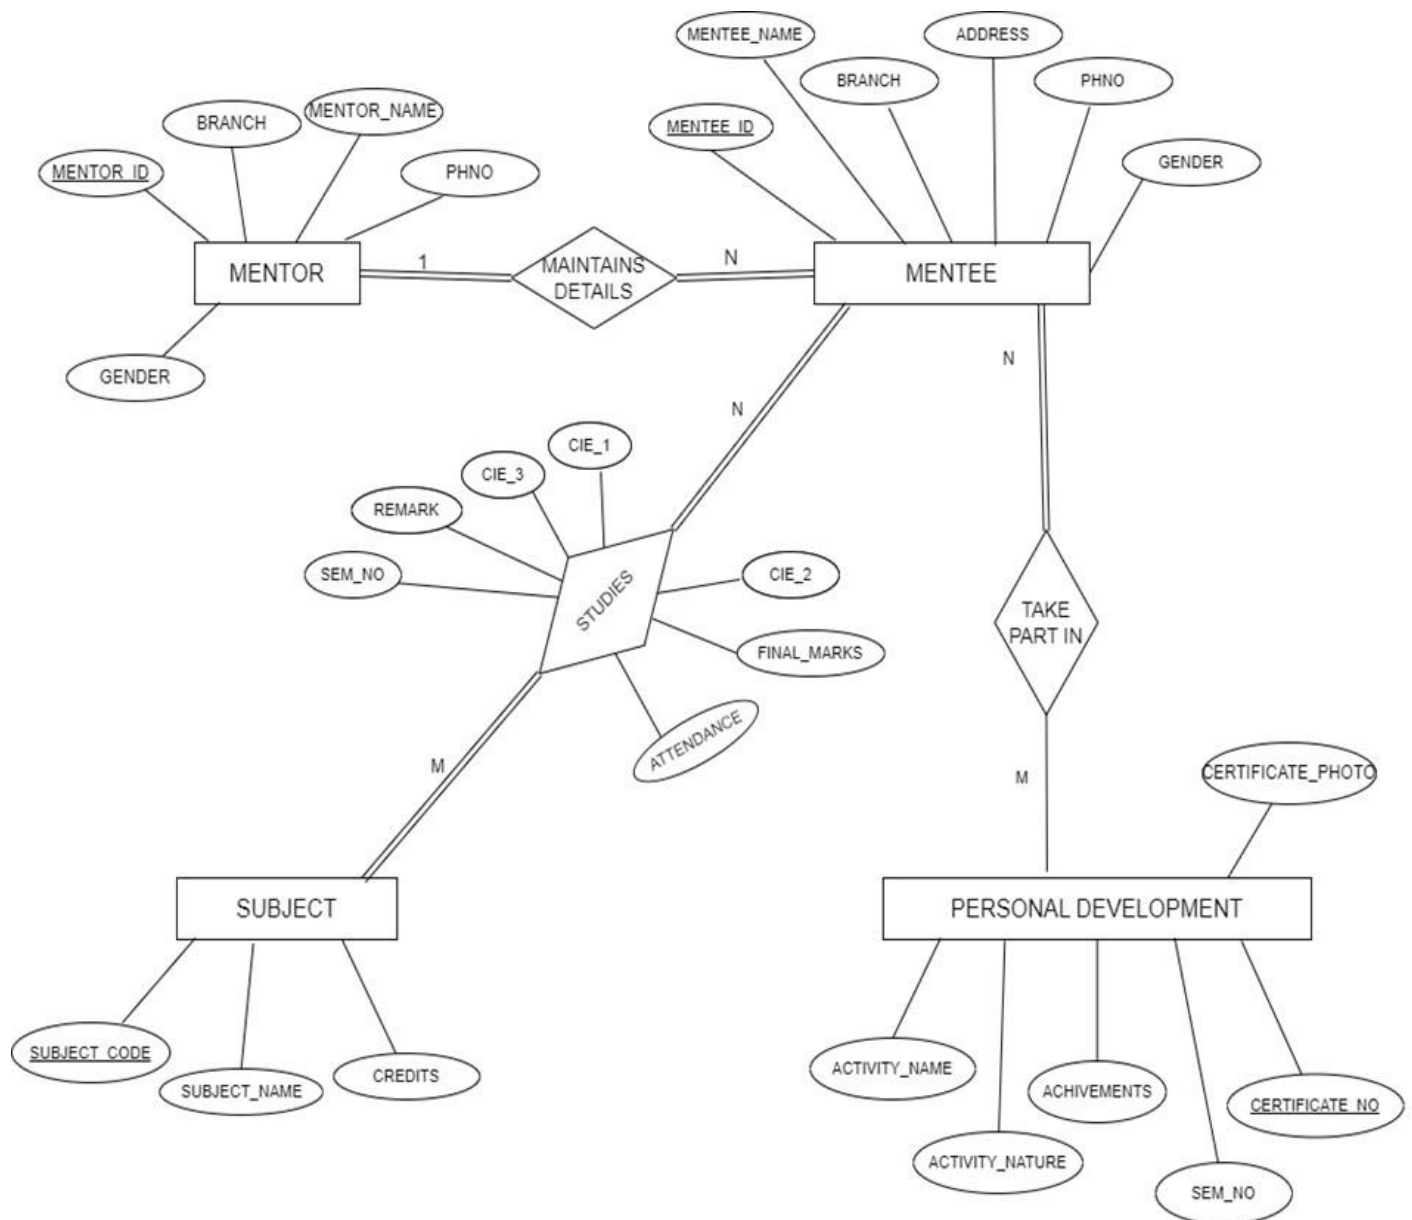 MENTEE_NAME
ADDRESS
BRANCH
PHNO
MENTOR_NAME
BRANCH
MENTEE_ID
GENDER
MENTOR_ID
PHNO
MENTOR
1
MAINTAINS
DETAILS
N
MENTEE
GENDER
N
N
CIE_1
CIE_3
REMARK
SEM_NO
STUDIES
CIE_2
TAKE
PART IN
FINAL_MARKS
ATTENDANCE
M
M
CERTIFICATE_PHOTO
SUBJECT
PERSONAL DEVELOPMENT
SUBJECT_CODE
SUBJECT_NAME
CREDITS
ACTIVITY_NAME
ACHIVEMENTS
CERTIFICATE_NO
ACTIVITY_NATURE
SEM_NO